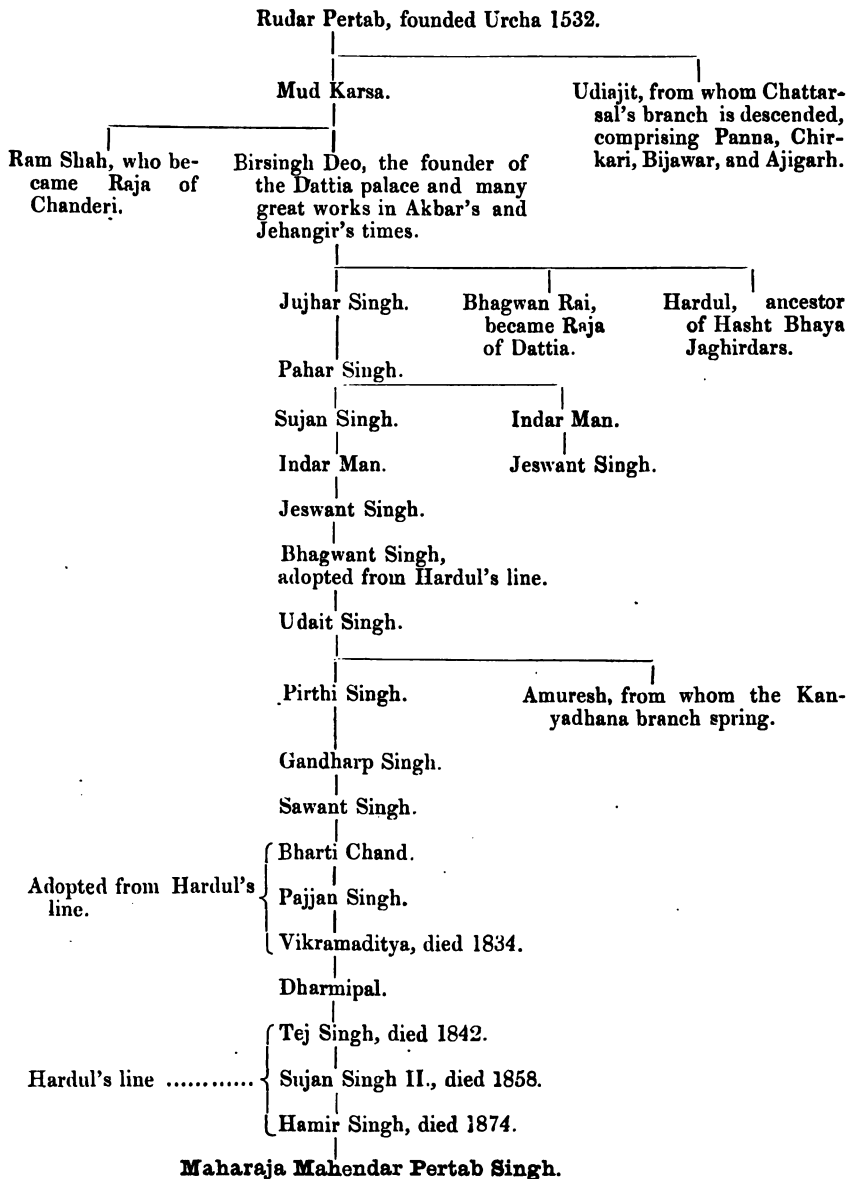 Rudar Pertab, founded Urcha 1532.
Mud Karsa.
Udiajit, from whom Chattar-
sal's branch is descended,
comprising Panna, Chir-
kari, Bijawar, and Ajigarh.
Ram Shah, who be-
came Raja of
Chanderi.
Birsingh Deo, the founder of
the Dattia palace and many
great works in Akbar's and
Jehangir's times.
Jujhar Singh.
Bhagwan Rai,
became Raja
of Dattia.
Hardul, ancestor
of Hasht Bhaya
Jaghirdars.
Pahar Singh.
Sujan Singh.
Indar Man.
Indar Man.
Jeswant Singh.
Jeswant Singh.
Bhagwant Singh,
adopted from Hardul's line.
Udait Singh.
Pirthi Singh.
Amuresh, from whom the Kan-
yadhana branch spring.
Gandharp Singh.
Sawant Singh.
Adopted from Hardul's
line.
Bharti Chand.
Pajjan Singh.
Vikramaditya, died 1834.
Dharmipal.
Hardul's line ............
Tej Singh, died 1842.
Sujan Singh II., died 1858.
Hamir Singh, died 1874.
Maharaja Mahendar Pertab Singh.